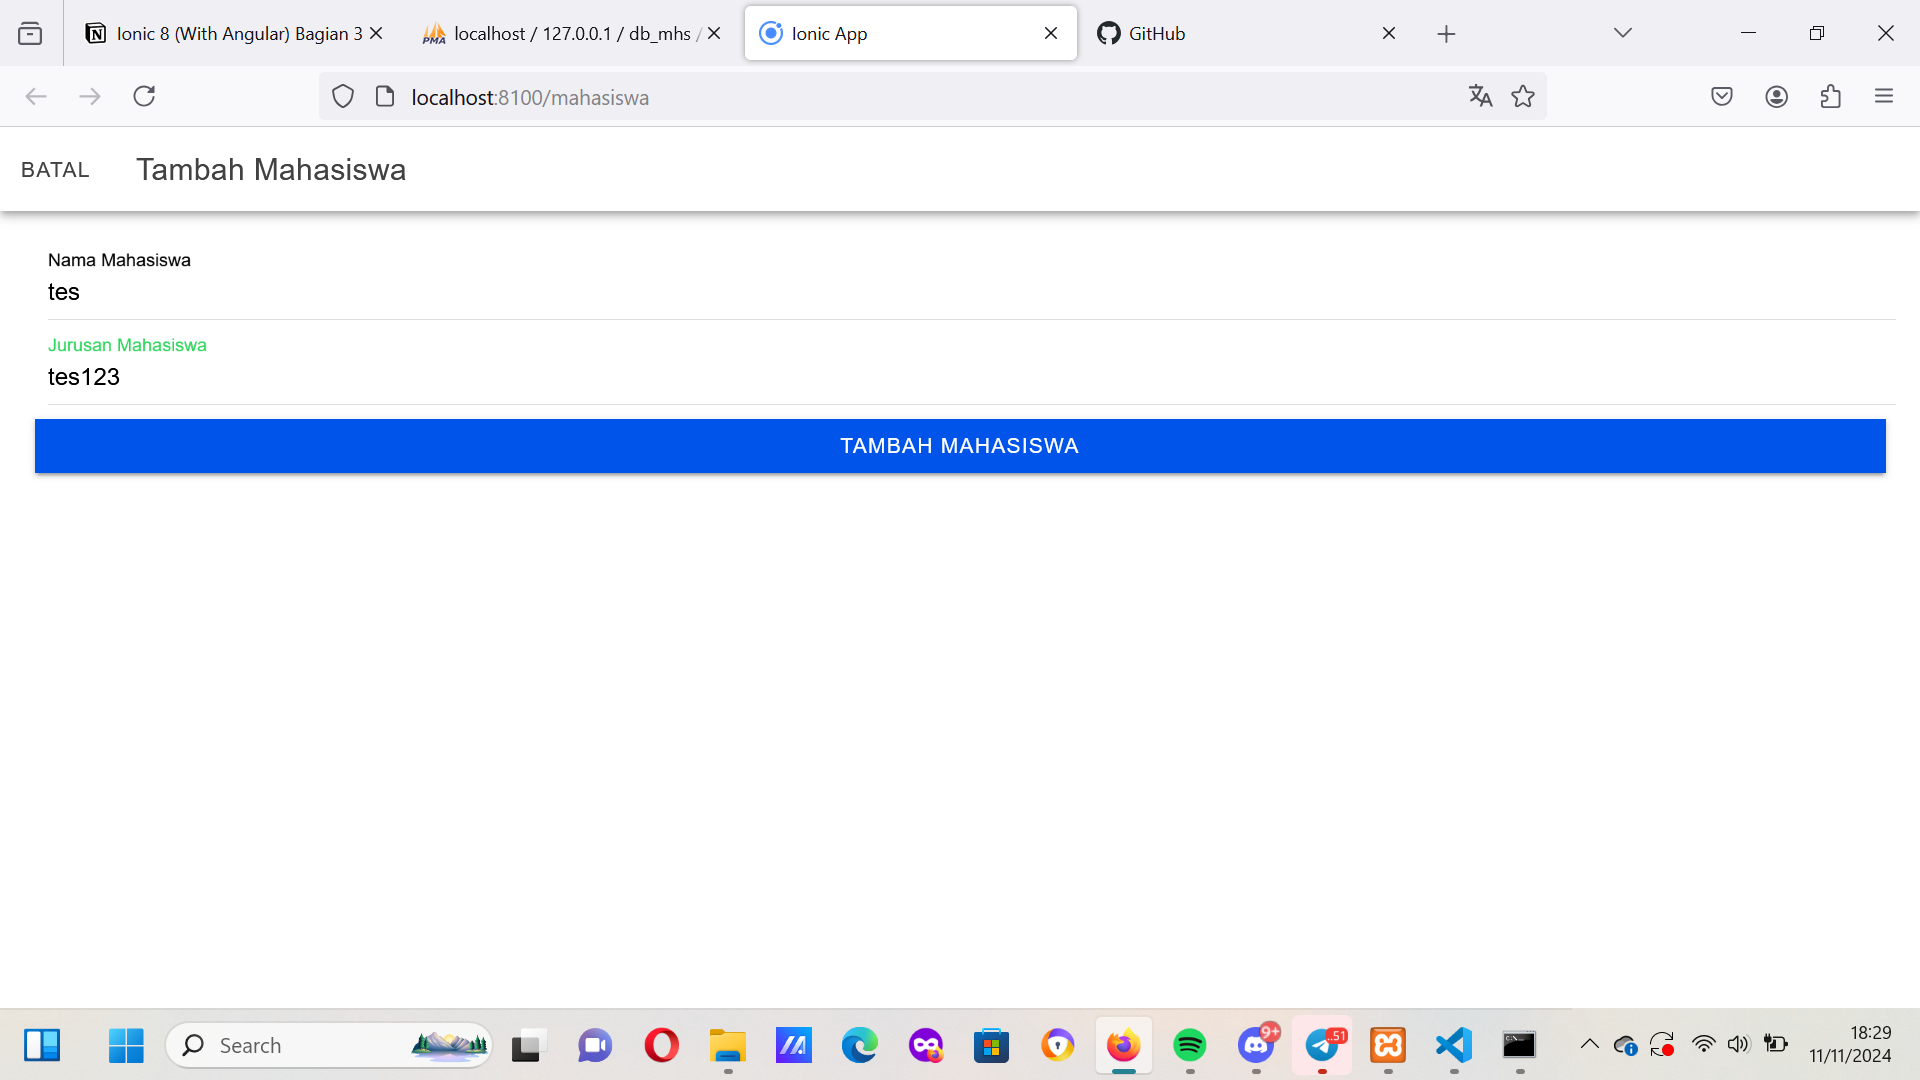 Ionic 8 (With Angular) Bagian 3
localhost / 127.0.0.1 / db_mhs /
Ionic App
GitHub
localhost:8100/mahasiswa
BATAL
Tambah Mahasiswa
Nama Mahasiswa
tes
Jurusan Mahasiswa
tes123
TAMBAH MAHASISWA
Search
9+
..51
18:29
11/11/2024